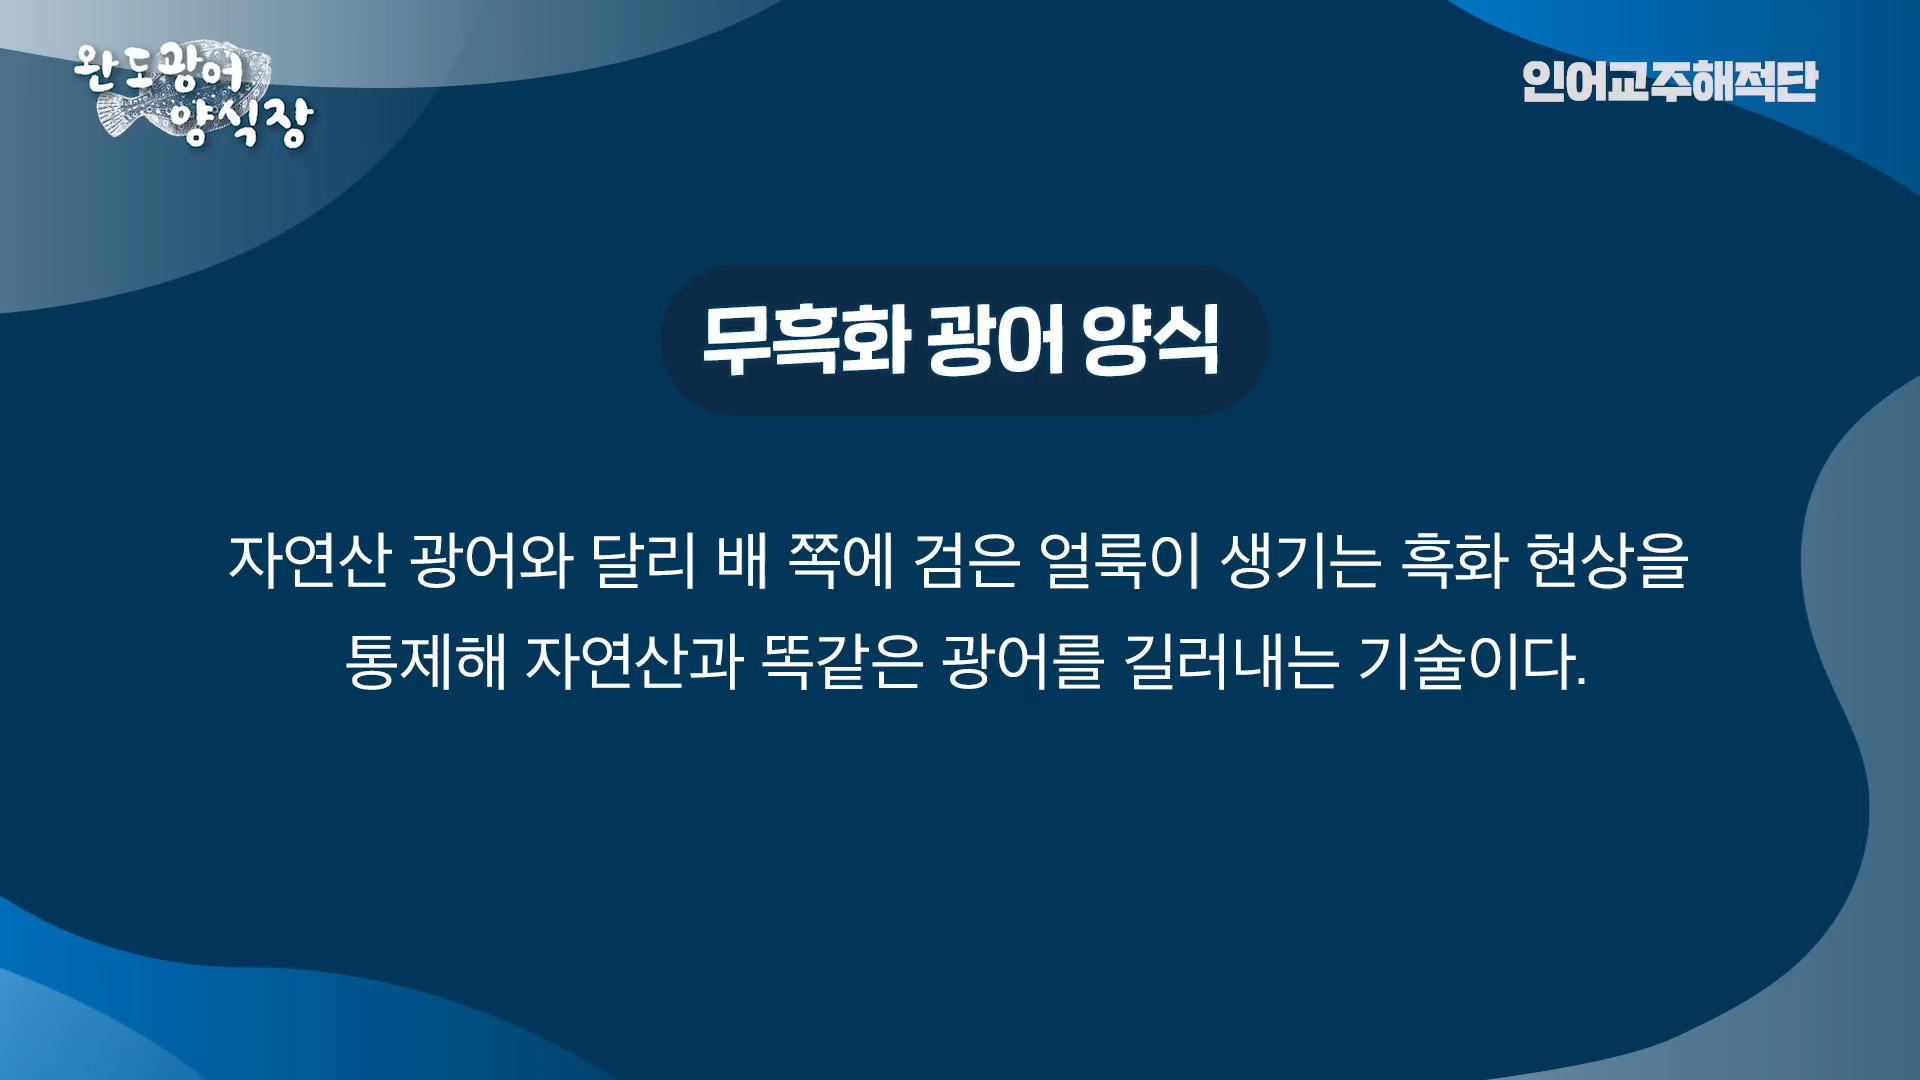 완도광어
양식장
인어교주해적단
무흑화 광어 양식
자연산 광어와 달리 배 쪽에 검은 얼룩이 생기는 흑화 현상을
통제해 자연산과 똑같은 광어를 길러내는 기술이다.